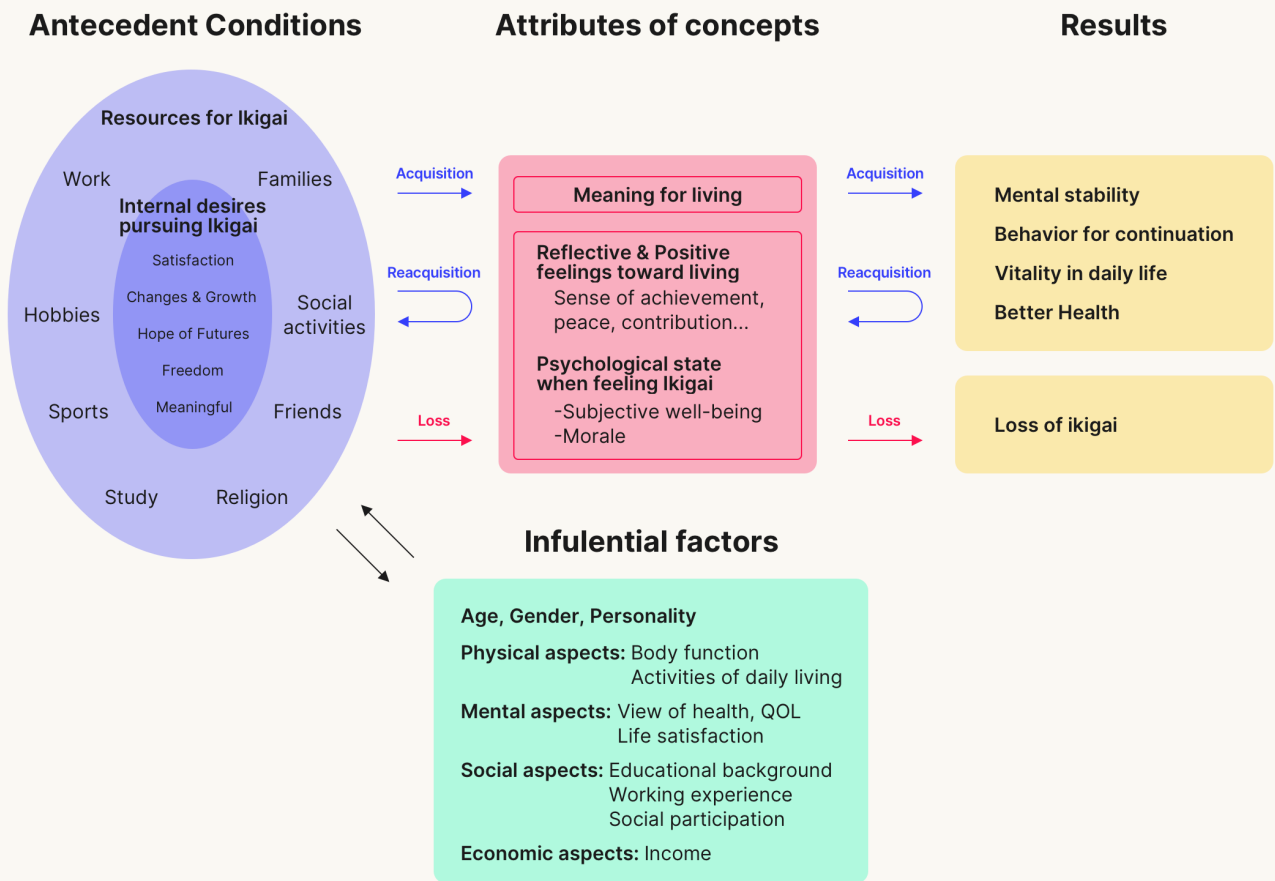 Antecedent Conditions
Attributes of concepts
Results
Resources for Ikigai
Work
Families
Internal desires
pursuing Ikigai
Satisfaction
Changes & Growth
Hope of Futures
Freedom
Meaningful
Hobbies
Social
activities
Sports
Friends
Study
Religion
Acquisition
Reacquisition
Loss
Meaning for living
Reflective & Positive
feelings toward living
Sense of achievement,
peace, contribution...
Psychological state
when feeling Ikigai
-Subjective well-being
-Morale
Acquisition
Reacquisition
Loss
Mental stability
Behavior for continuation
Vitality in daily life
Better Health
Loss of ikigai
Infulential factors
Age, Gender, Personality
Physical aspects: Body function
Activities of daily living
Mental aspects: View of health, QOL
Life satisfaction
Social aspects: Educational background
Working experience
Social participation
Economic aspects: Income